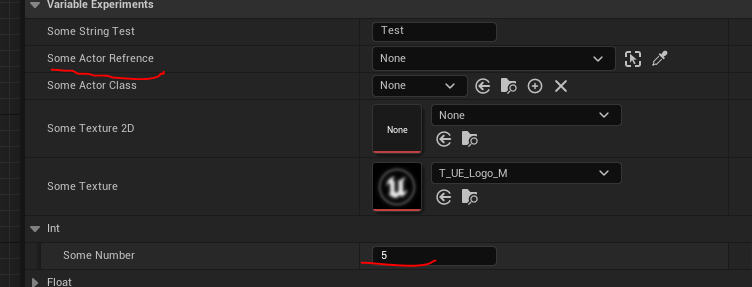 Variable Experiments
Some String Test Test
Some Actor Refrence None
Some Actor Class None
None
Some Texture 2D None
Some Texture T_UE_Logo_M
Int
Some Number 5
Float